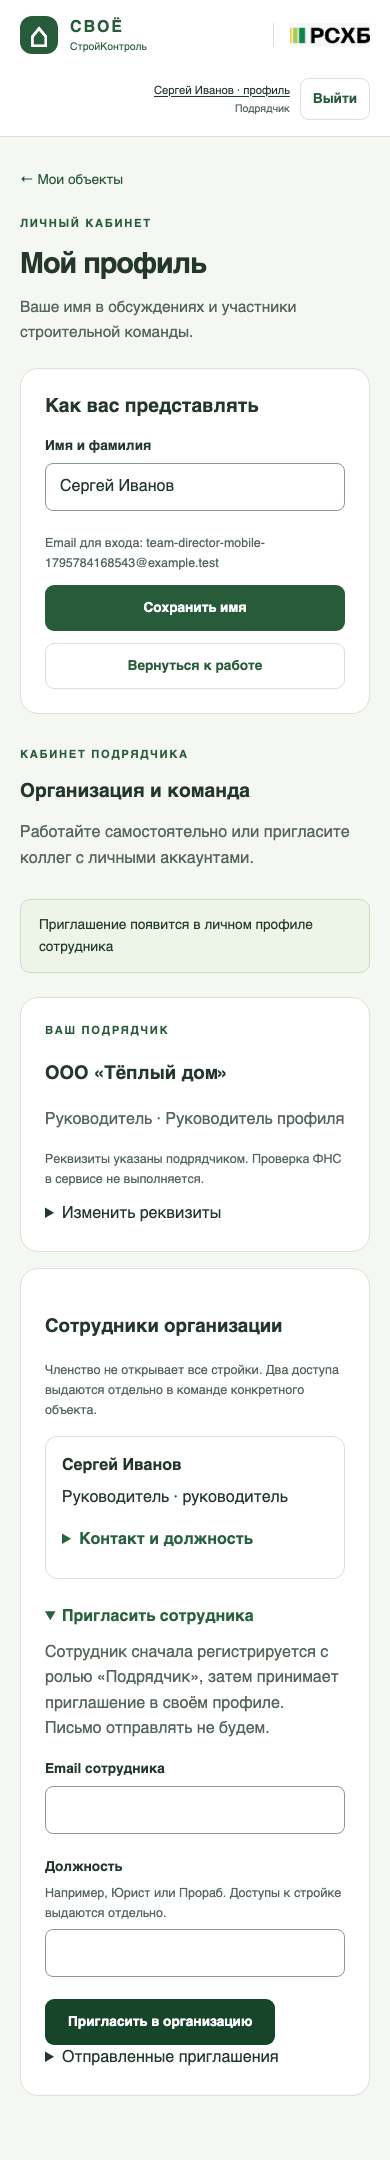 СВОЁ
СтройКонтроль
РСХБ
Сергей Иванов · профиль
Подрядчик
Выйти
← Мои объекты
ЛИЧНЫЙ КАБИНЕТ
Мой профиль
Ваше имя в обсуждениях и участники
строительной команды.
Как вас представлять
Имя и фамилия
Сергей Иванов
Email для входа: team-director-mobile-
1795784168543@example.test
Сохранить имя
Вернуться к работе
КАБИНЕТ ПОДРЯДЧИКА
Организация и команда
Работайте самостоятельно или пригласите
коллег с личными аккаунтами.
Приглашение появится в личном профиле
сотрудника
ВАШ ПОДРЯДЧИК
ООО «Тёплый дом»
Руководитель · Руководитель профиля
Реквизиты указаны подрядчиком. Проверка ФНС
в сервисе не выполняется.
▶ Изменить реквизиты
Сотрудники организации
Членство не открывает все стройки. Два доступа
выдаются отдельно в команде конкретного
объекта.
Сергей Иванов
Руководитель · руководитель
▶ Контакт и должность
▼ Пригласить сотрудника
Сотрудник сначала регистрируется с
ролью «Подрядчик», затем принимает
приглашение в своём профиле.
Письмо отправлять не будем.
Email сотрудника
Должность
Например, Юрист или Прораб. Доступы к стройке
выдаются отдельно.
Пригласить в организацию
▶ Отправленные приглашения